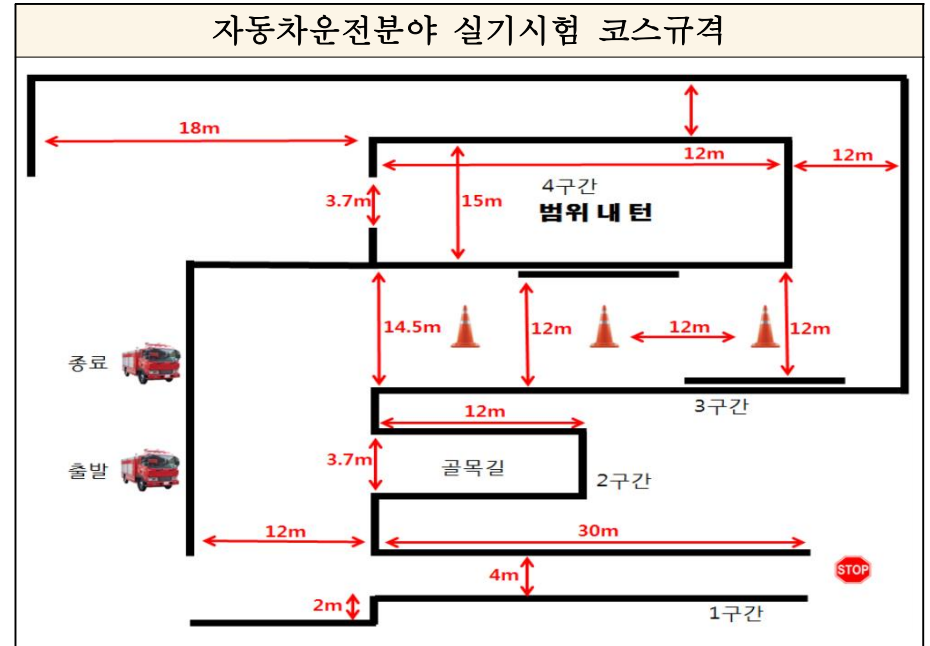 자동차운전분야 실기시험 코스규격
18m
12m
12m
4구간
3.7m
15m
범위 내 턴
14.5m
12m
12m
12m
종료
3구간
12m
3.7m
골목길
2구간
출발
12m
30m
4m
STOP
2m
1구간